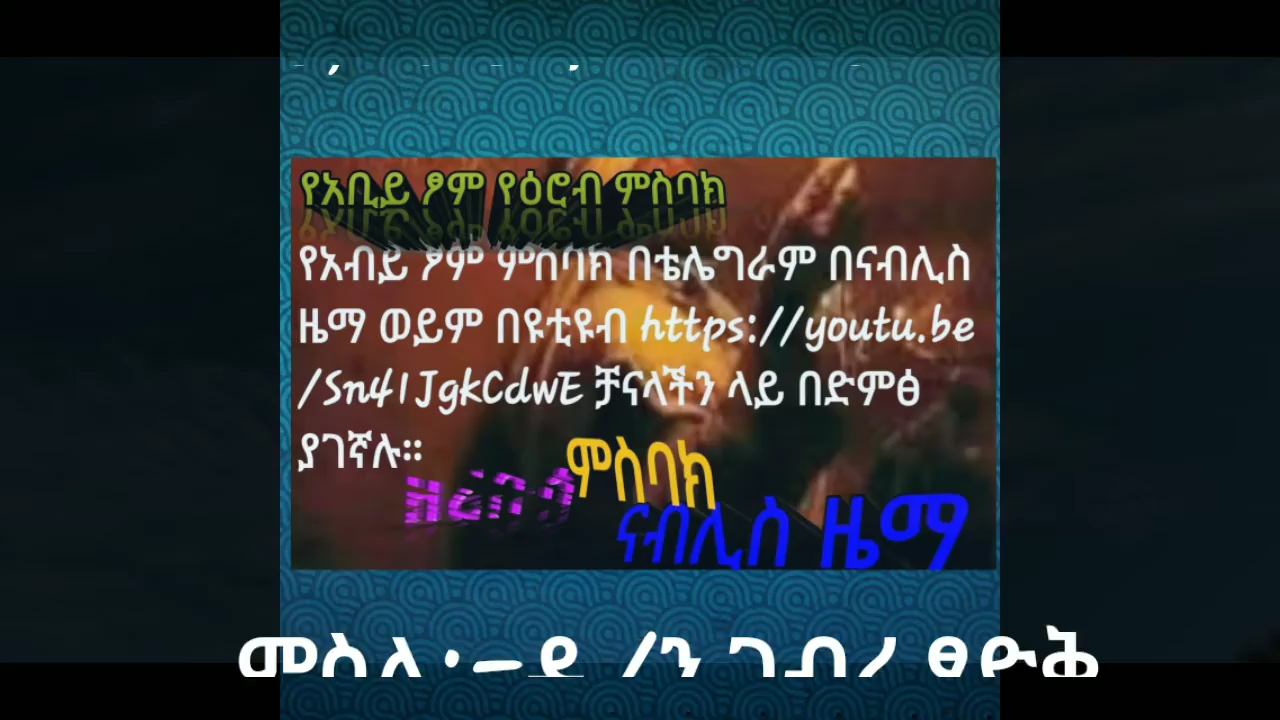 የአቢይ ፆም የዕሮብ ምስባክ
የአብይ ፆም ምስባክ በቴሌግራም በናብሊስ
ዜማ ወይም በዩቲዩብ https://youtu.be
/Sn41JgkCdwE ቻናላችን ላይ በድምፅ
ያገኛሉ።
ምስባክ
ናብሊስ ዜማ